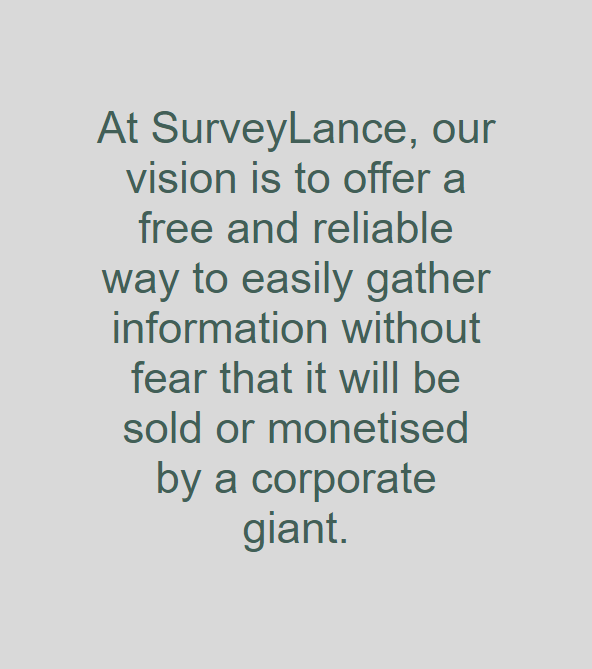 At SurveyLance, our
vision is to offer a
free and reliable
way to easily gather
information without
fear that it will be
sold or monetised
by a corporate
giant.